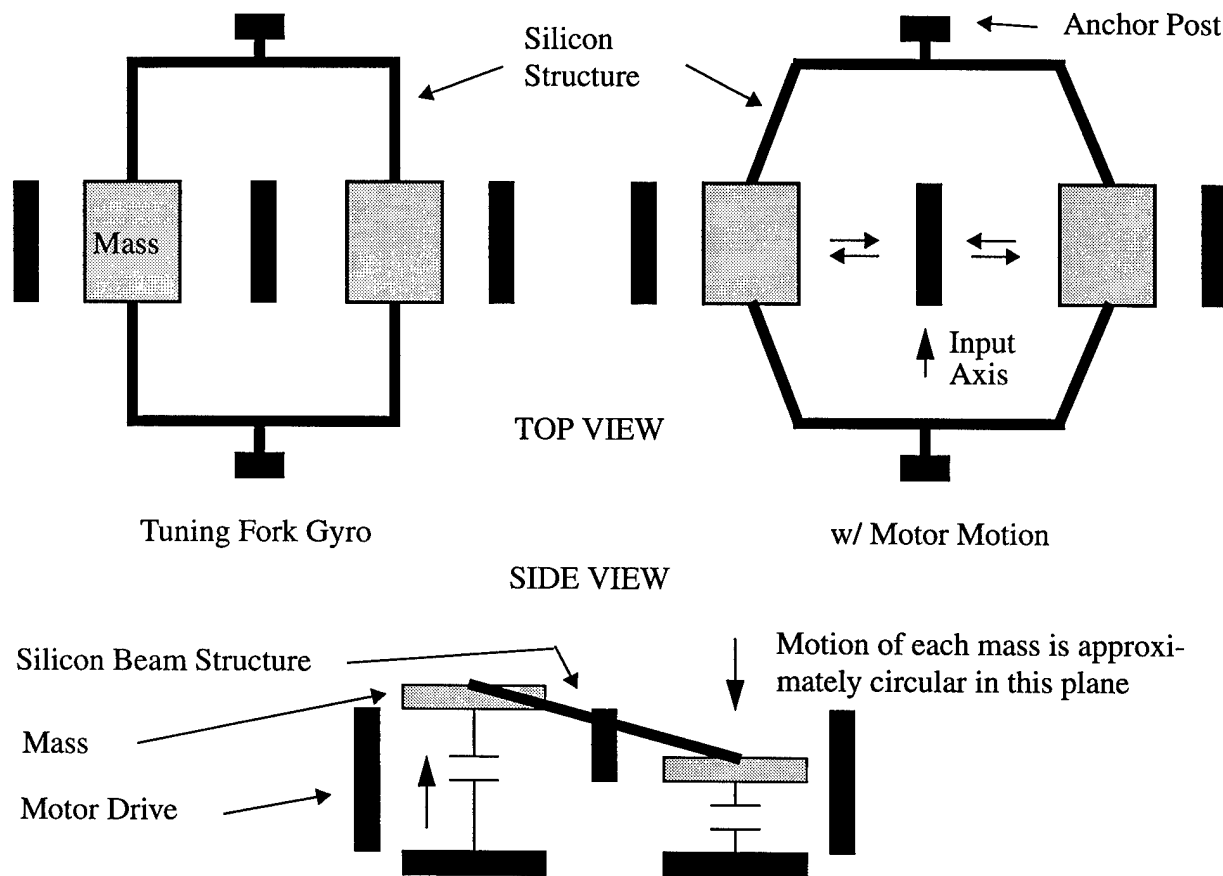 Silicon
Structure
Anchor Post
Mass
Input
Axis
TOP VIEW
Tuning Fork Gyro
w/ Motor Motion
SIDE VIEW
Silicon Beam Structure
Motion of each mass is approxi-
mately circular in this plane
Mass
Motor Drive